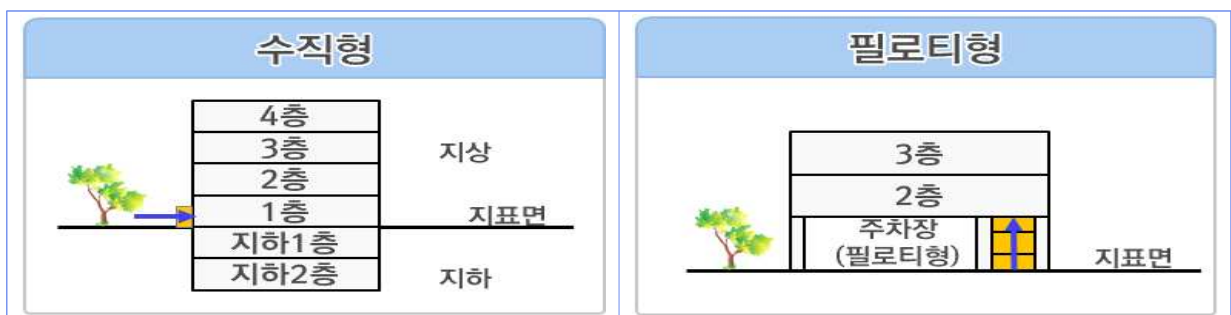 수직형
4층
3층
지상
2층
1층
지표면
지하1층
지하2층
지하
필로티형
3층
2층
주차장
(필로티형)
지표면